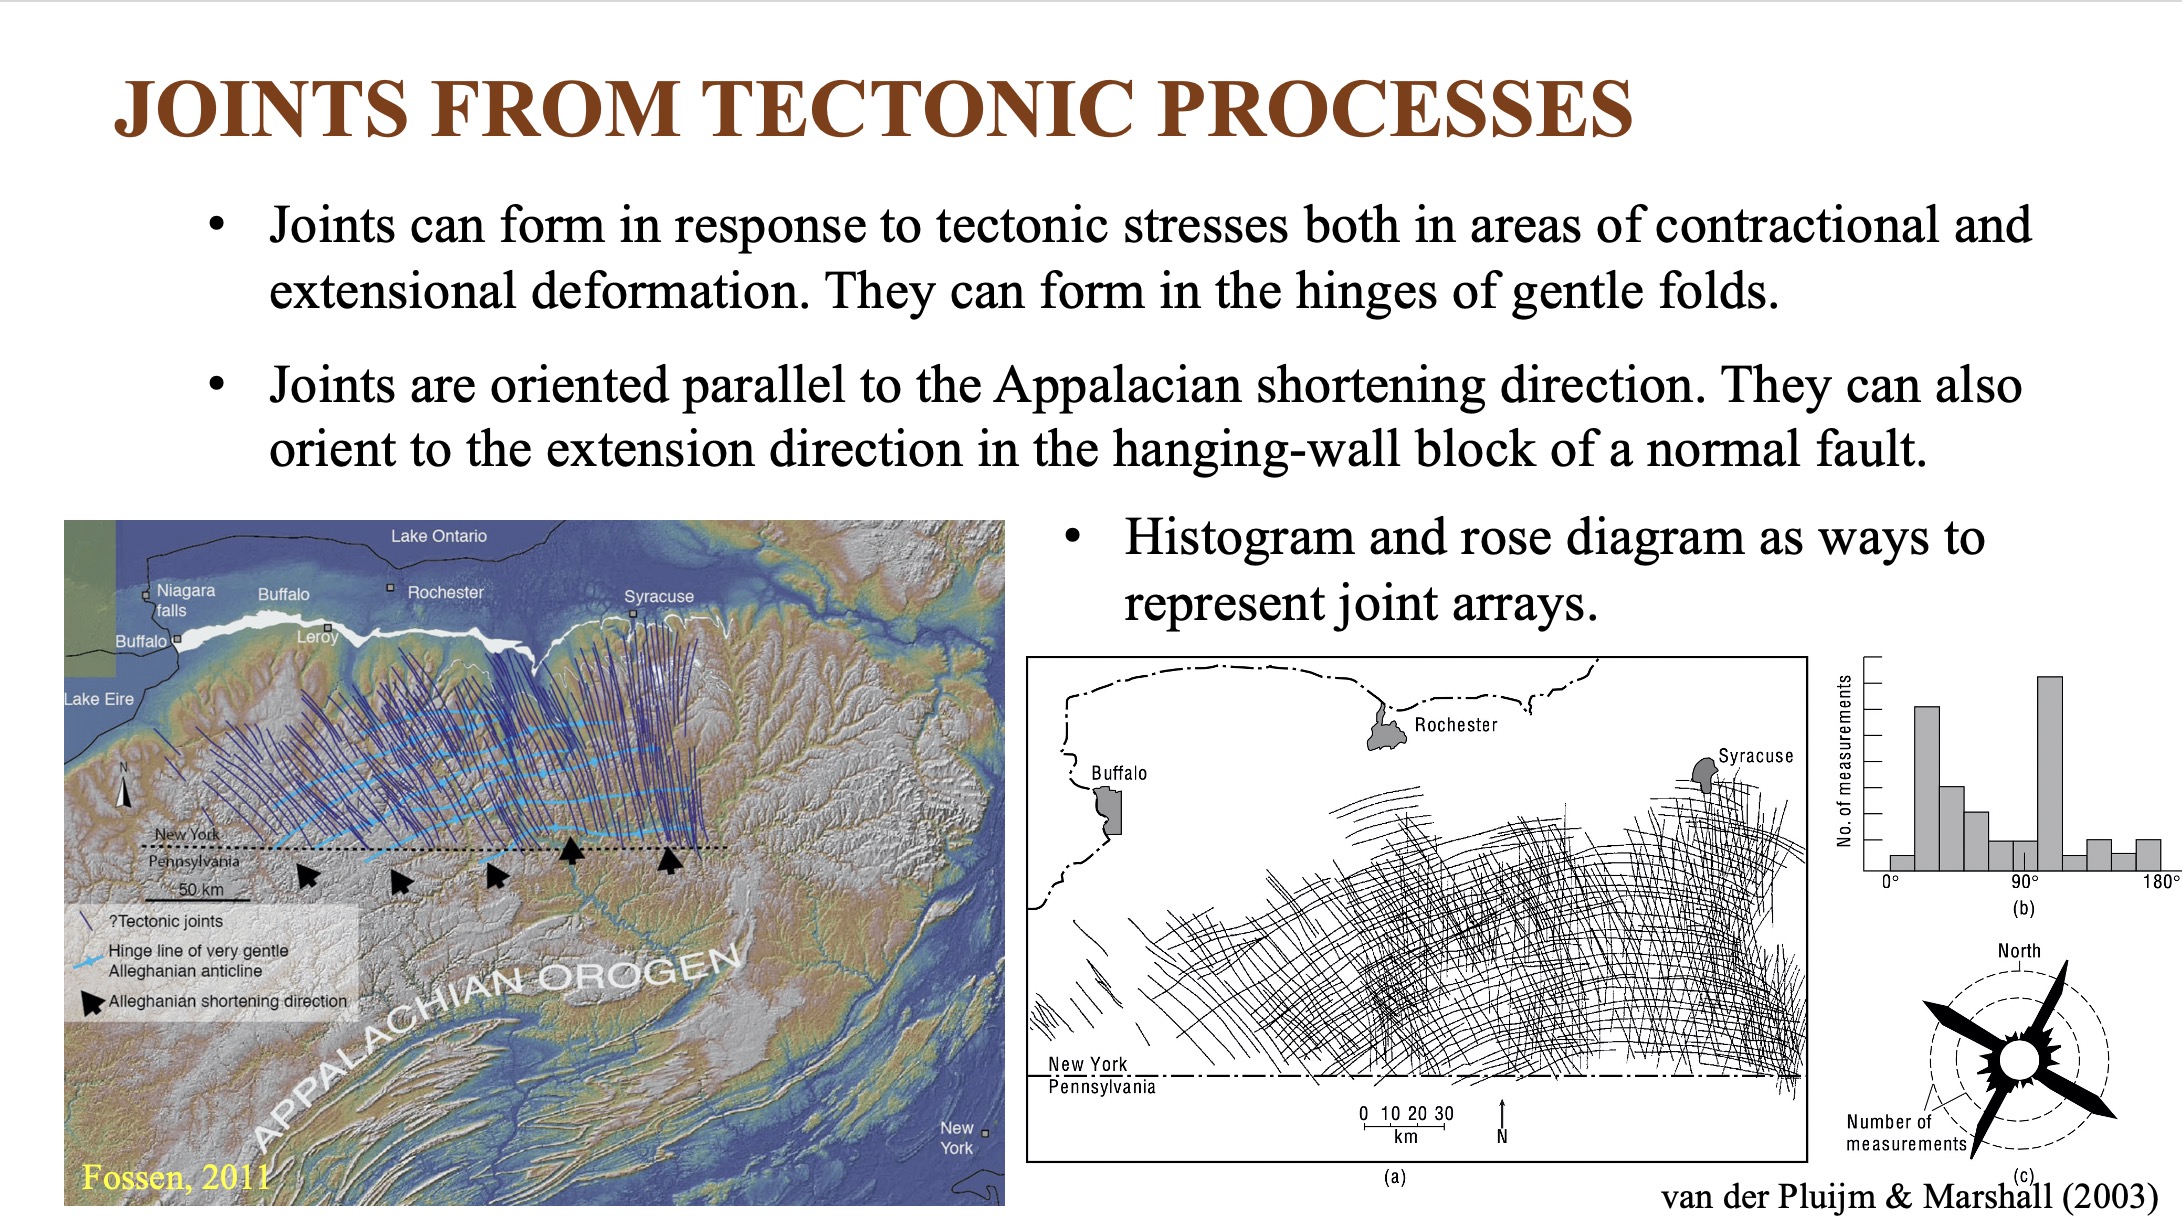 JOINTS FROM TECTONIC PROCESSES
• Joints can form in response to tectonic stresses both in areas of contractional and
extensional deformation. They can form in the hinges of gentle folds.
• Joints are oriented parallel to the Appalacian shortening direction. They can also
orient to the extension direction in the hanging-wall block of a normal fault.
• Histogram and rose diagram as ways to
represent joint arrays.
Lake Ontario
Niagara
falls
Buffalo
Rochester
Syracuse
Buffalo
Leroy
Lake Eire
N
New York
Pennsylvania
50 km
?Tectonic joints
Hinge line of very gentle
Alleghanian anticline
Alleghanian shortening direction
APPALACHIAN OROGEN
New
York
Fossen, 2011
Rochester
Syracuse
Buffalo
New York
Pennsylvania
0 10 20 30
km
N
(a)
No. of measurements
0° 90° 180°
(b)
North
Number of
measurements
(c)
van der Pluijm & Marshall (2003)